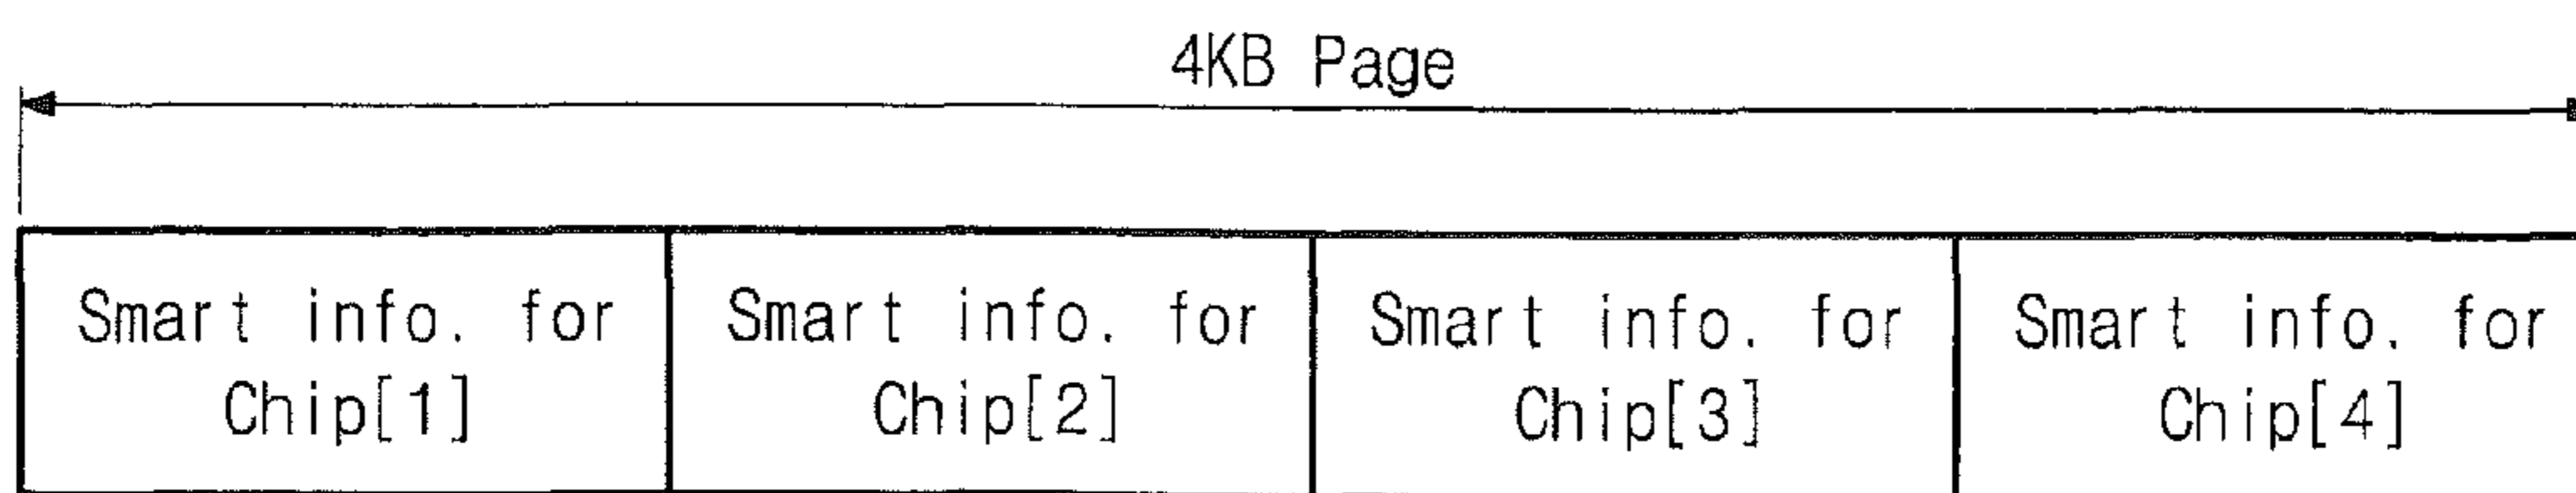 4KB Page
Smart info. for
Chip[1]
Smart info. for
Chip[2]
Smart info. for
Chip[3]
Smart info. for
Chip[4]